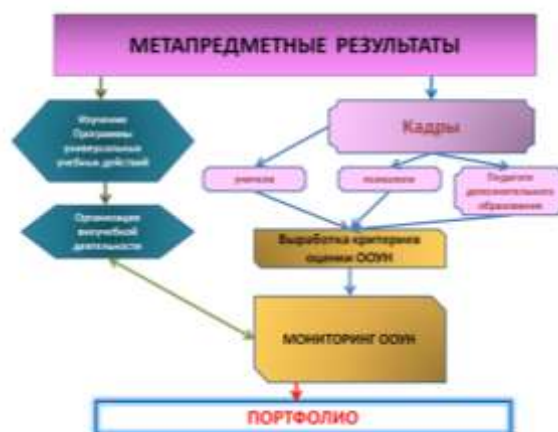 МЕТАПРЕДМЕТНЫЕ РЕЗУЛЬТАТЫ
Изучение
Программы
универсальных
учебных действий
Кадры
учителя
психологи
Педагоги
дополнительного
образования
Организация
внеучебной
деятельности
Выработка критериев
оценки ООУН
МОНИТОРИНГ ООУН
ПОРТФОЛИО